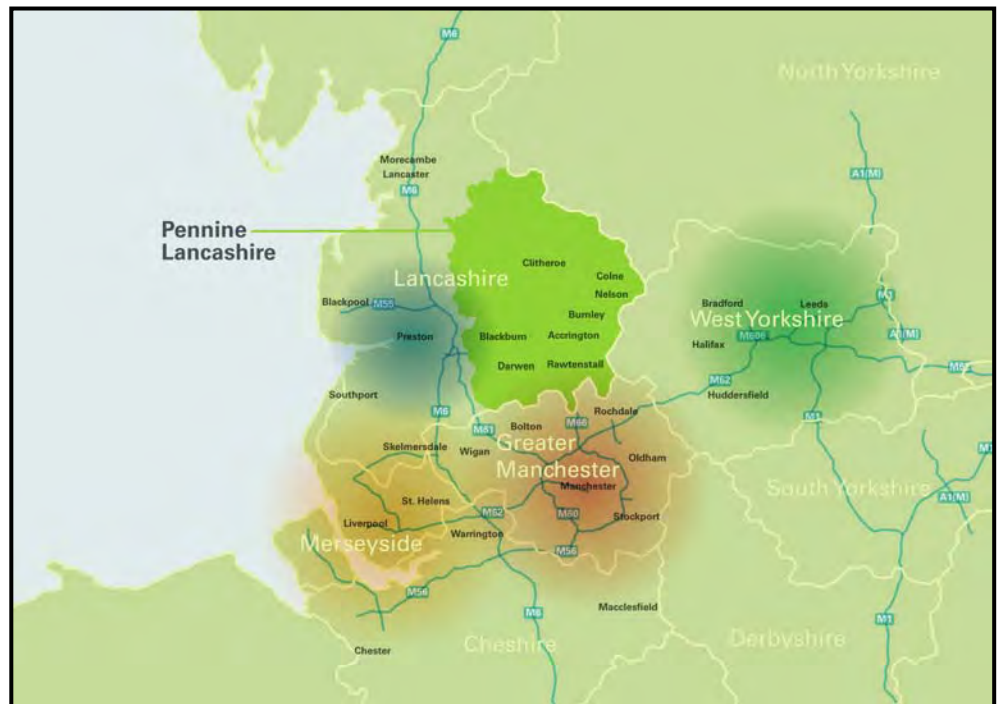 M6
North Yorkshire
Morecambe
Lancaster
A1(M)
M6
Pennine
Lancashire
Clitheroe
Lancashire
Colne
Nelson
Blackpool
M55
Bradford
Leeds
M1
Burnley
West Yorkshire
Preston
Blackburn
Accrington
M606
A1(M)
Halifax
Darwen
Rawtenstall
M62
Southport
Huddersfield
M6
Rochdale
M1
M66
Bolton
M61
Greater
Manchester
Skelmersdale
Wigan
Oldham
Manchester
South Yorkshire
A1(M)
St. Helens
M62
M60
Stockport
Liverpool
Warrington
Merseyside
M56
M56
Macclesfield
M6
M1
Cheshire
Derbyshire
Chester